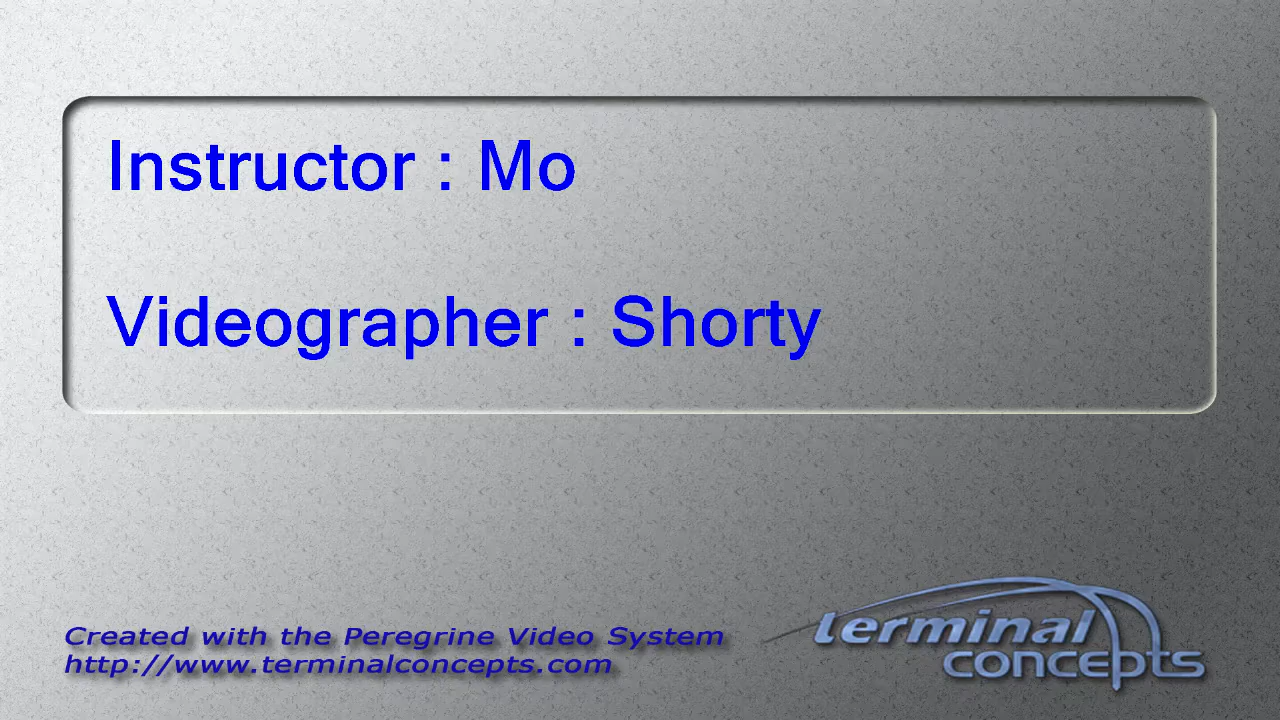 Instructor : Mo
Videographer : Shorty
Created with the Peregrine Video System
http://www.terminalconcepts.com
terminal
concepts